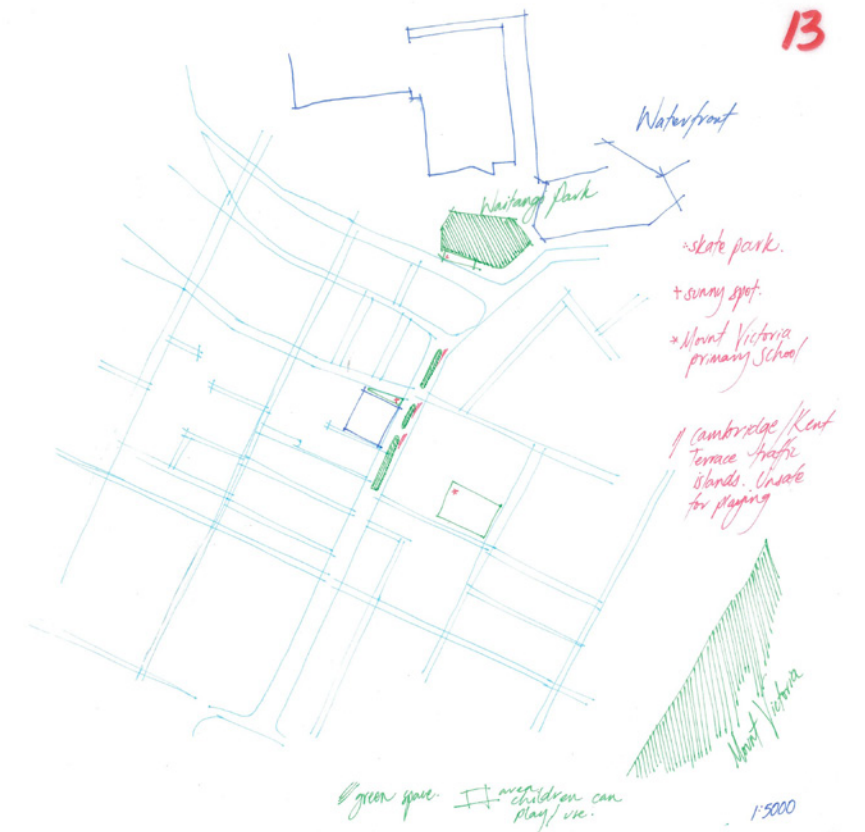 13
Waterfront
Waitangi Park
∴skate park.
+ sunny spot.
* Mount Victoria
primary school
// Cambridge/Kent
Terrace traffic
islands. Unsafe
for playing
Mount Victoria
green space.
area
children can
play/use.
1:5000